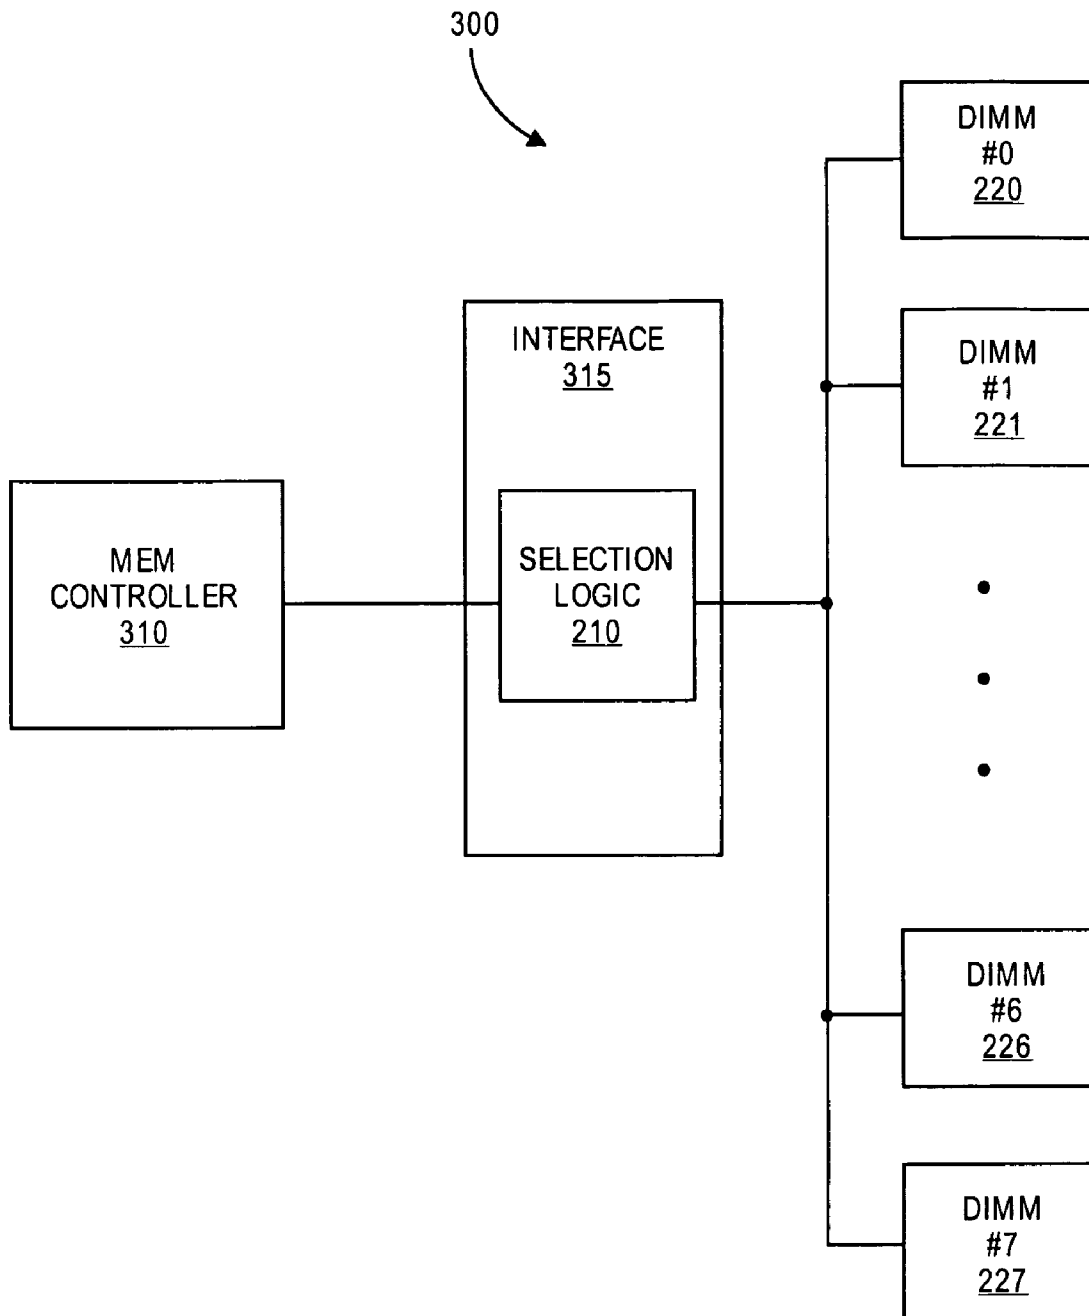 300
DIMM
#0
220
INTERFACE
315
DIMM
#1
221
MEM
CONTROLLER
310
SELECTION
LOGIC
210
DIMM
#6
226
DIMM
#7
227